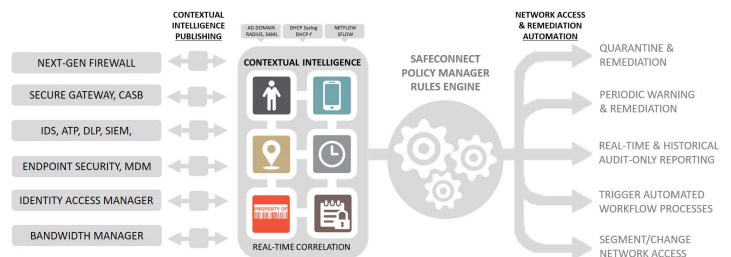 CONTEXTUAL
INTELLIGENCE
PUBLISHING
AD DOMAIN
RADIUS, SAML
DHCP Syslog
DHCP-f
NETFLOW
SFLOW
NETWORK ACCESS
& REMEDIATION
AUTOMATION
NEXT-GEN FIREWALL
SECURE GATEWAY, CASB
IDS, ATP, DLP, SIEM,
ENDPOINT SECURITY, MDM
IDENTITY ACCESS MANAGER
BANDWIDTH MANAGER
CONTEXTUAL INTELLIGENCE
PROPERTY OF
REAL-TIME CORRELATION
SAFECONNECT
POLICY MANAGER
RULES ENGINE
QUARANTINE &
REMEDIATION
PERIODIC WARNING
& REMEDIATION
REAL-TIME & HISTORICAL
AUDIT-ONLY REPORTING
TRIGGER AUTOMATED
WORKFLOW PROCESSES
SEGMENT/CHANGE
NETWORK ACCESS